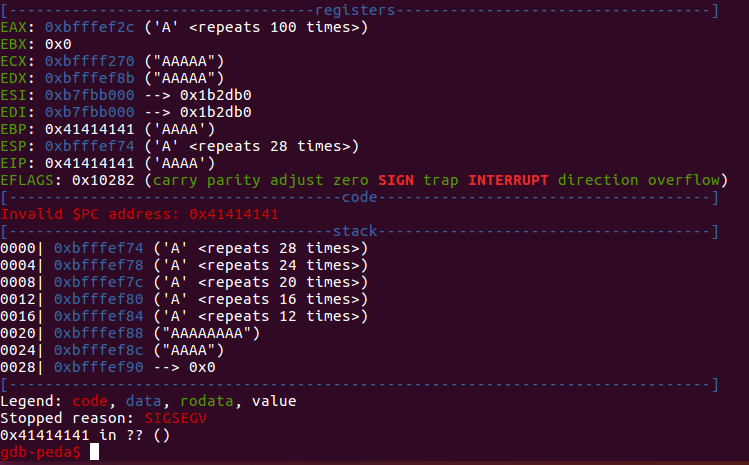 [----------------------------------registers-----------------------------------]
EAX: 0xbfffef2c ('A' <repeats 100 times>)
EBX: 0x0
ECX: 0xbffff270 ("AAAAA")
EDX: 0xbfffef8b ("AAAAA")
ESI: 0xb7fbb000 --> 0x1b2db0
EDI: 0xb7fbb000 --> 0x1b2db0
EBP: 0x41414141 ('AAAA')
ESP: 0xbfffef74 ('A' <repeats 28 times>)
EIP: 0x41414141 ('AAAA')
EFLAGS: 0x10282 (carry parity adjust zero SIGN trap INTERRUPT direction overflow)
[-------------------------------------code-------------------------------------]
Invalid $PC address: 0x41414141
[------------------------------------stack-------------------------------------]
0000| 0xbfffef74 ('A' <repeats 28 times>)
0004| 0xbfffef78 ('A' <repeats 24 times>)
0008| 0xbfffef7c ('A' <repeats 20 times>)
0012| 0xbfffef80 ('A' <repeats 16 times>)
0016| 0xbfffef84 ('A' <repeats 12 times>)
0020| 0xbfffef88 ("AAAAAAAA")
0024| 0xbfffef8c ("AAAA")
0028| 0xbfffef90 --> 0x0
[------------------------------------------------------------------------------]
Legend: code, data, rodata, value
Stopped reason: SIGSEGV
0x41414141 in ?? ()
gdb-peda$